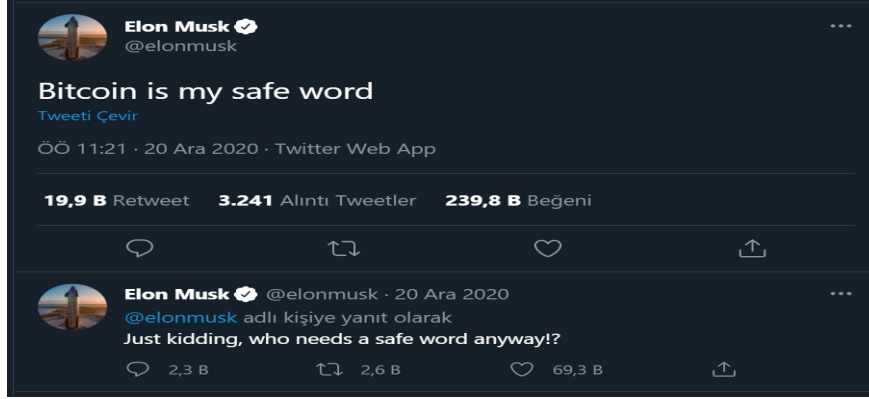 Elon Musk
@elonmusk
Bitcoin is my safe word
Tweeti Çevir
ÖÖ 11:21 · 20 Ara 2020 · Twitter Web App
19,9 B Retweet 3.241 Alıntı Tweetler 239,8 B Beğeni
Elon Musk @elonmusk · 20 Ara 2020
@elonmusk adlı kişiye yanıt olarak
Just kidding, who needs a safe word anyway!?
2,3 B 2,6 B 69,3 B